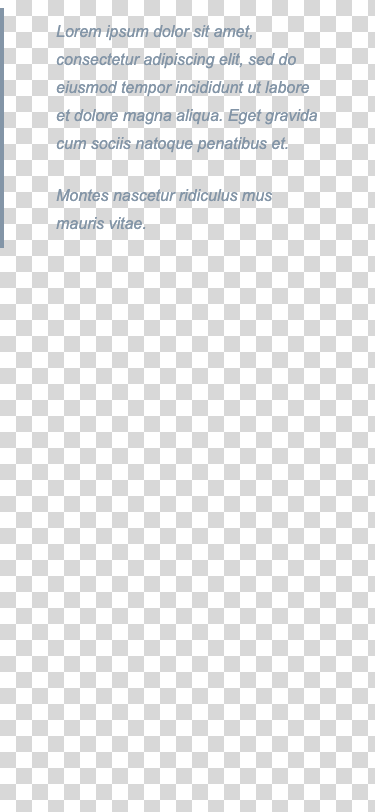 Lorem ipsum dolor sit amet,
consectetur adipiscing elit, sed do
eiusmod tempor incididunt ut labore
et dolore magna aliqua. Eget gravida
cum sociis natoque penatibus et.
Montes nascetur ridiculus mus
mauris vitae.